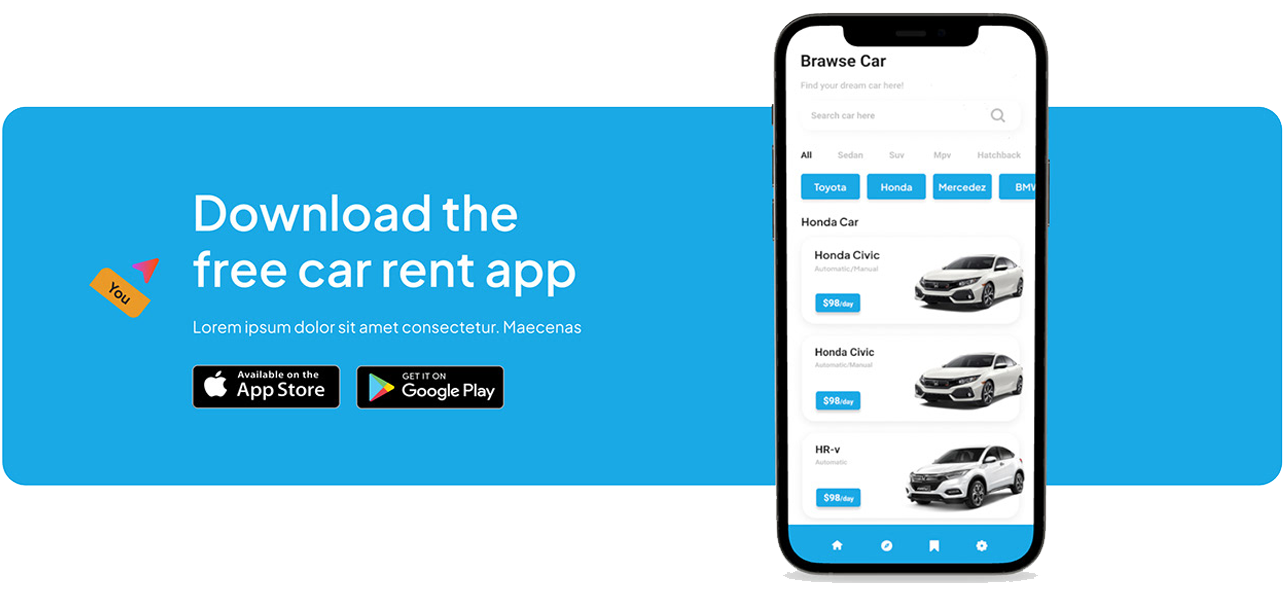 Download the
free car rent app
You
Lorem ipsum dolor sit amet consectetur. Maecenas
Available on the
App Store
GET IT ON
Google Play
Brawse Car
Find your dream car here!
Search car here
All Sedan Suv Mpv Hatchback
Toyota Honda Mercedez BMW
Honda Car
Honda Civic
Automatic/Manual
$98/day
Honda Civic
Automatic/Manual
$98/day
HR-v
Automatic
$98/day